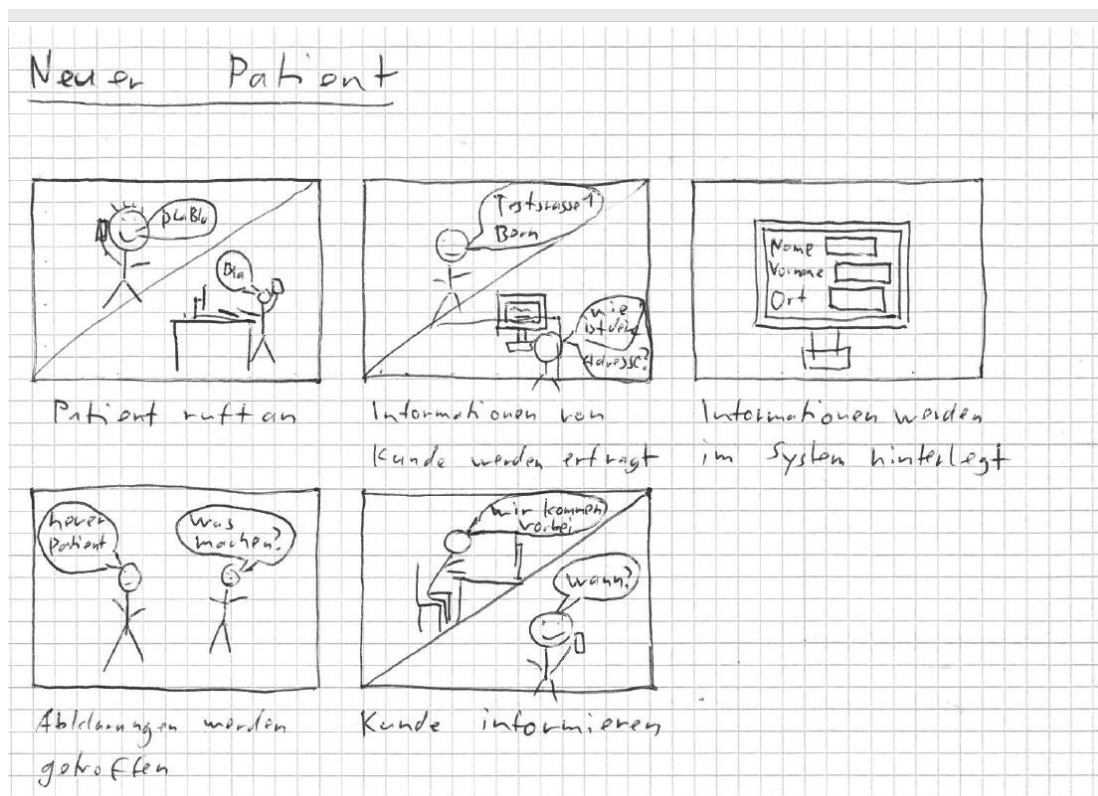 Neuer Patient
blaBla
Bla
Teststrasse 1
Bern
wie
ist deine
Adresse?
Name
Vorname
Ort
Patient ruft an
Informationen von
Kunde werden erfragt
Informationen werden
im System hinterlegt
neuer
Patient
was
machen?
wir kommen
vorbei
wann?
Abklärungen werden
getroffen
Kunde informieren